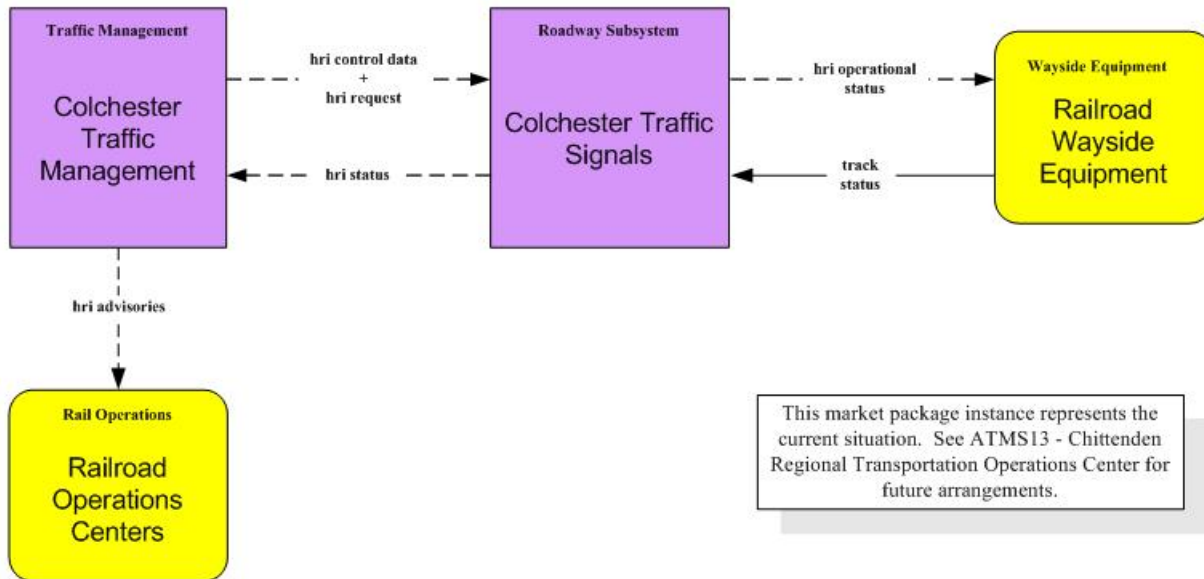 Traffic Management
Colchester
Traffic
Management
hri control data
+
hri request
hri status
Roadway Subsystem
Colchester Traffic
Signals
hri operational
status
track
status
Wayside Equipment
Railroad
Wayside
Equipment
hri advisories
Rail Operations
Railroad
Operations
Centers
This market package instance represents the
current situation.  See ATMS13 - Chittenden
Regional Transportation Operations Center for
future arrangements.